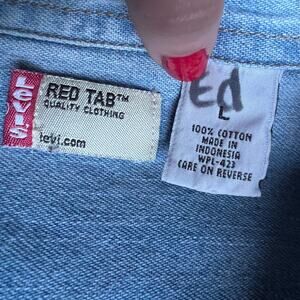 LEVI'S
RED TAB™
QUALITY CLOTHING
levi.com
Ed
L
100% COTTON
MADE IN
INDONESIA
WPL-423
CARE ON REVERSE